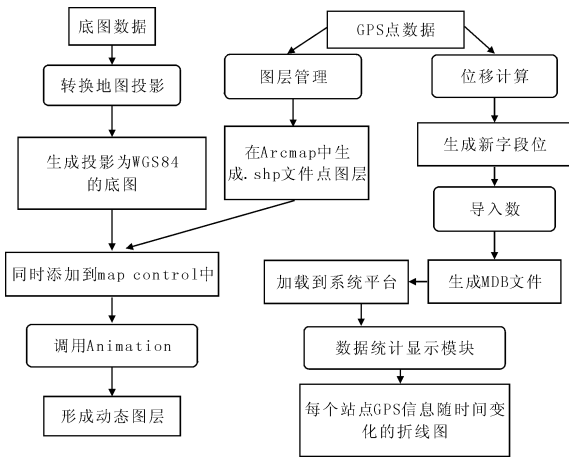 底图数据
GPS点数据
转换地图投影
图层管理
位移计算
生成投影为WGS84
的底图
在Arcmap中生
成.shp文件点图层
生成新字段位
导入数
同时添加到map control中
加载到系统平台
生成MDB文件
调用Animation
数据统计显示模块
形成动态图层
每个站点GPS信息随时间变
化的折线图